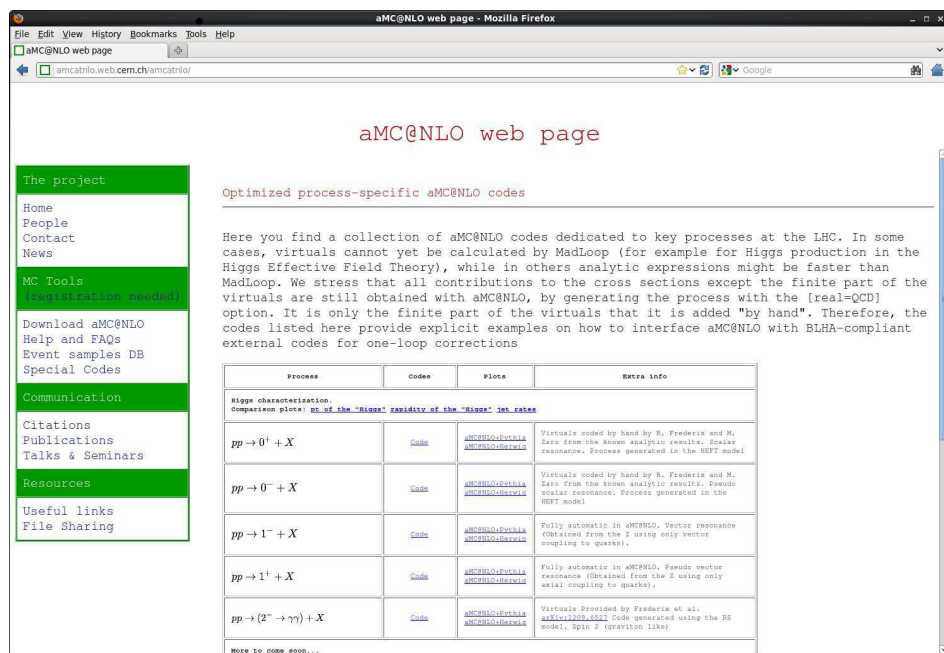 aMC@NLO web page - Mozilla Firefox
File Edit View History Bookmarks Tools Help
aMC@NLO web page
amcatnlo.web.cern.ch/amcatnlo/
Google
aMC@NLO web page
The project
Home
People
Contact
News
MC Tools
(registration needed)
Download aMC@NLO
Help and FAQs
Event samples DB
Special Codes
Communication
Citations
Publications
Talks & Seminars
Resources
Useful links
File Sharing
Optimized process-specific aMC@NLO codes
Here you find a collection of aMC@NLO codes dedicated to key processes at the LHC. In some
cases, virtuals cannot yet be calculated by MadLoop (for example for Higgs production in the
Higgs Effective Field Theory), while in others analytic expressions might be faster than
MadLoop. We stress that all contributions to the cross sections except the finite part of the
virtuals are still obtained with aMC@NLO, by generating the process with the [real=QCD]
option. It is only the finite part of the virtuals that it is added "by hand". Therefore, the
codes listed here provide explicit examples on how to interface aMC@NLO with BLHA-compliant
external codes for one-loop corrections
Process Codes Plots Extra info
Higgs characterization.
Comparison plots: pt of the "Higgs" rapidity of the "Higgs" jet rates
pp → 0⁺ + X
Code
aMC@NLO+Pythia
aMC@NLO+Herwig
Virtuals coded by hand by R. Frederix and M.
Zaro from the known analytic results. Scalar
resonance. Process generated in the HEFT model
pp → 0⁻ + X
Code
aMC@NLO+Pythia
aMC@NLO+Herwig
Virtuals coded by hand by R. Frederix and M.
Zaro from the known analytic results. Pseudo
scalar resonance. Process generated in the
HEFT model
pp → 1⁻ + X
Code
aMC@NLO+Pythia
aMC@NLO+Herwig
Fully automatic in aMC@NLO. Vector resonance
(Obtained from the Z using only vector
coupling to quarks).
pp → 1⁺ + X
Code
aMC@NLO+Pythia
aMC@NLO+Herwig
Fully automatic in aMC@NLO. Pseudo vector
resonance (Obtained from the Z using only
axial coupling to quarks).
pp → (2⁻ → γγ) + X
Code
aMC@NLO+Pythia
aMC@NLO+Herwig
Virtuals Provided by Frederix et al.
arXiv:1209.6527 Code generated using the RS
model. Spin 2 (graviton like)
More to come soon...